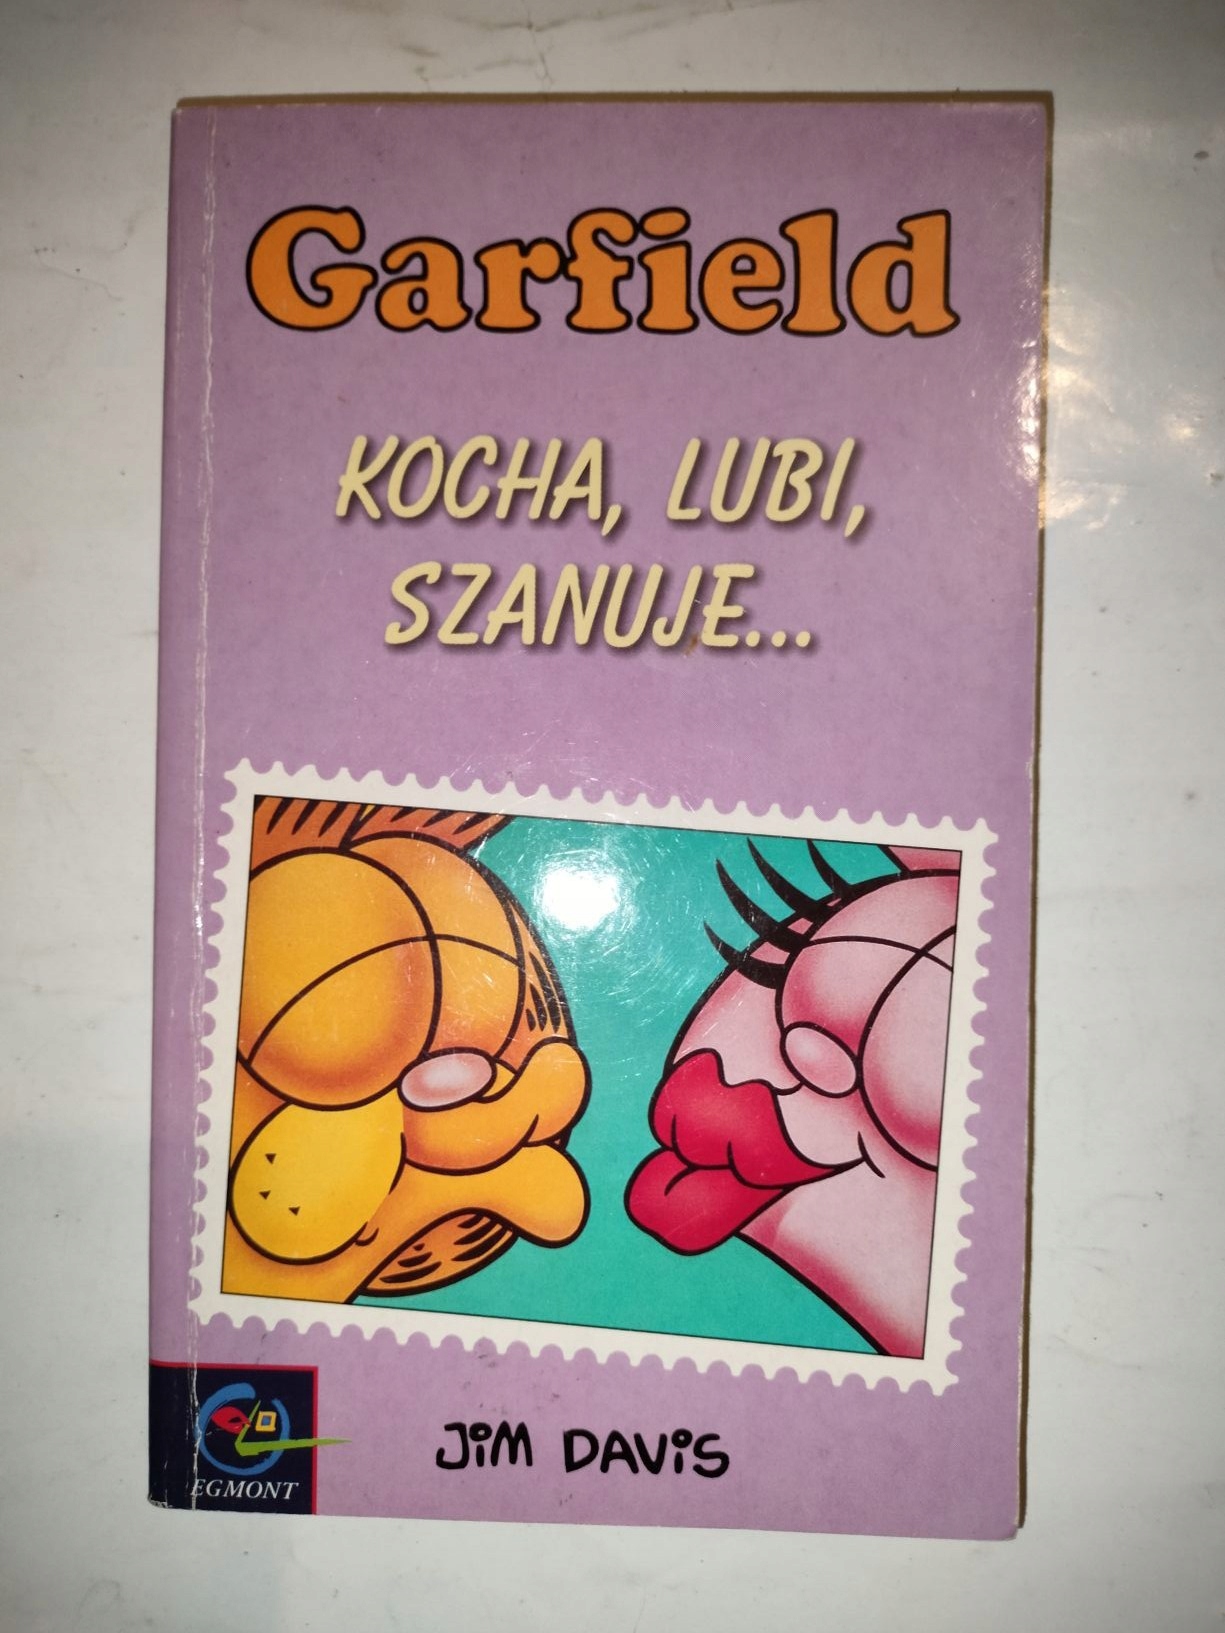 Garfield
KOCHA, LUBI,
SZANUJE...
JiM DAViS
EGMONT